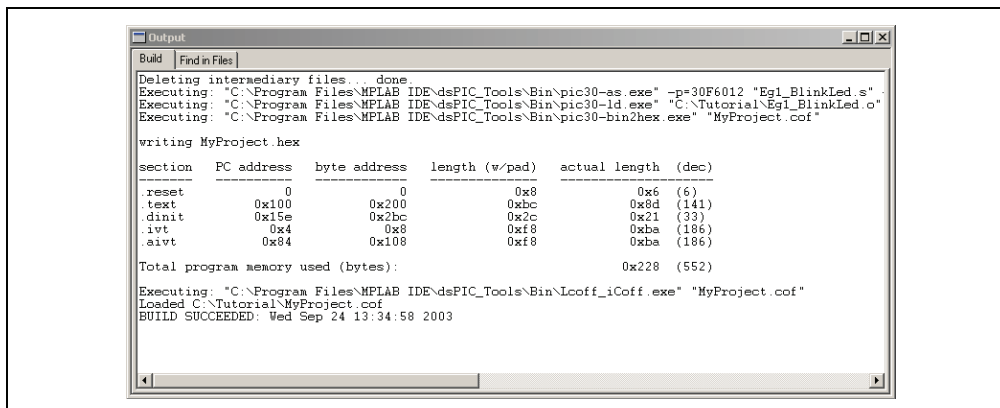 Output
Build Find in Files
Deleting intermediary files... done.
Executing: "C:\Program Files\MPLAB IDE\dsPIC_Tools\Bin\pic30-as.exe" -p=30F6012 "Eg1_BlinkLed.s" -
Executing: "C:\Program Files\MPLAB IDE\dsPIC_Tools\Bin\pic30-ld.exe" "C:\Tutorial\Eg1_BlinkLed.o"
Executing: "C:\Program Files\MPLAB IDE\dsPIC_Tools\Bin\pic30-bin2hex.exe" "MyProject.cof"
writing MyProject.hex
section PC address byte address length (w/pad) actual length (dec)
------- ---------- ------------ -------------- --------------------
.reset 0 0 0x8 0x6 (6)
.text 0x100 0x200 0xbc 0x8d (141)
.dinit 0x15e 0x2bc 0x2c 0x21 (33)
.ivt 0x4 0x8 0xf8 0xba (186)
.aivt 0x84 0x108 0xf8 0xba (186)
Total program memory used (bytes): 0x228 (552)
Executing: "C:\Program Files\MPLAB IDE\dsPIC_Tools\Bin\Lcoff_iCoff.exe" "MyProject.cof"
Loaded C:\Tutorial\MyProject.cof
BUILD SUCCEEDED: Wed Sep 24 13:34:58 2003